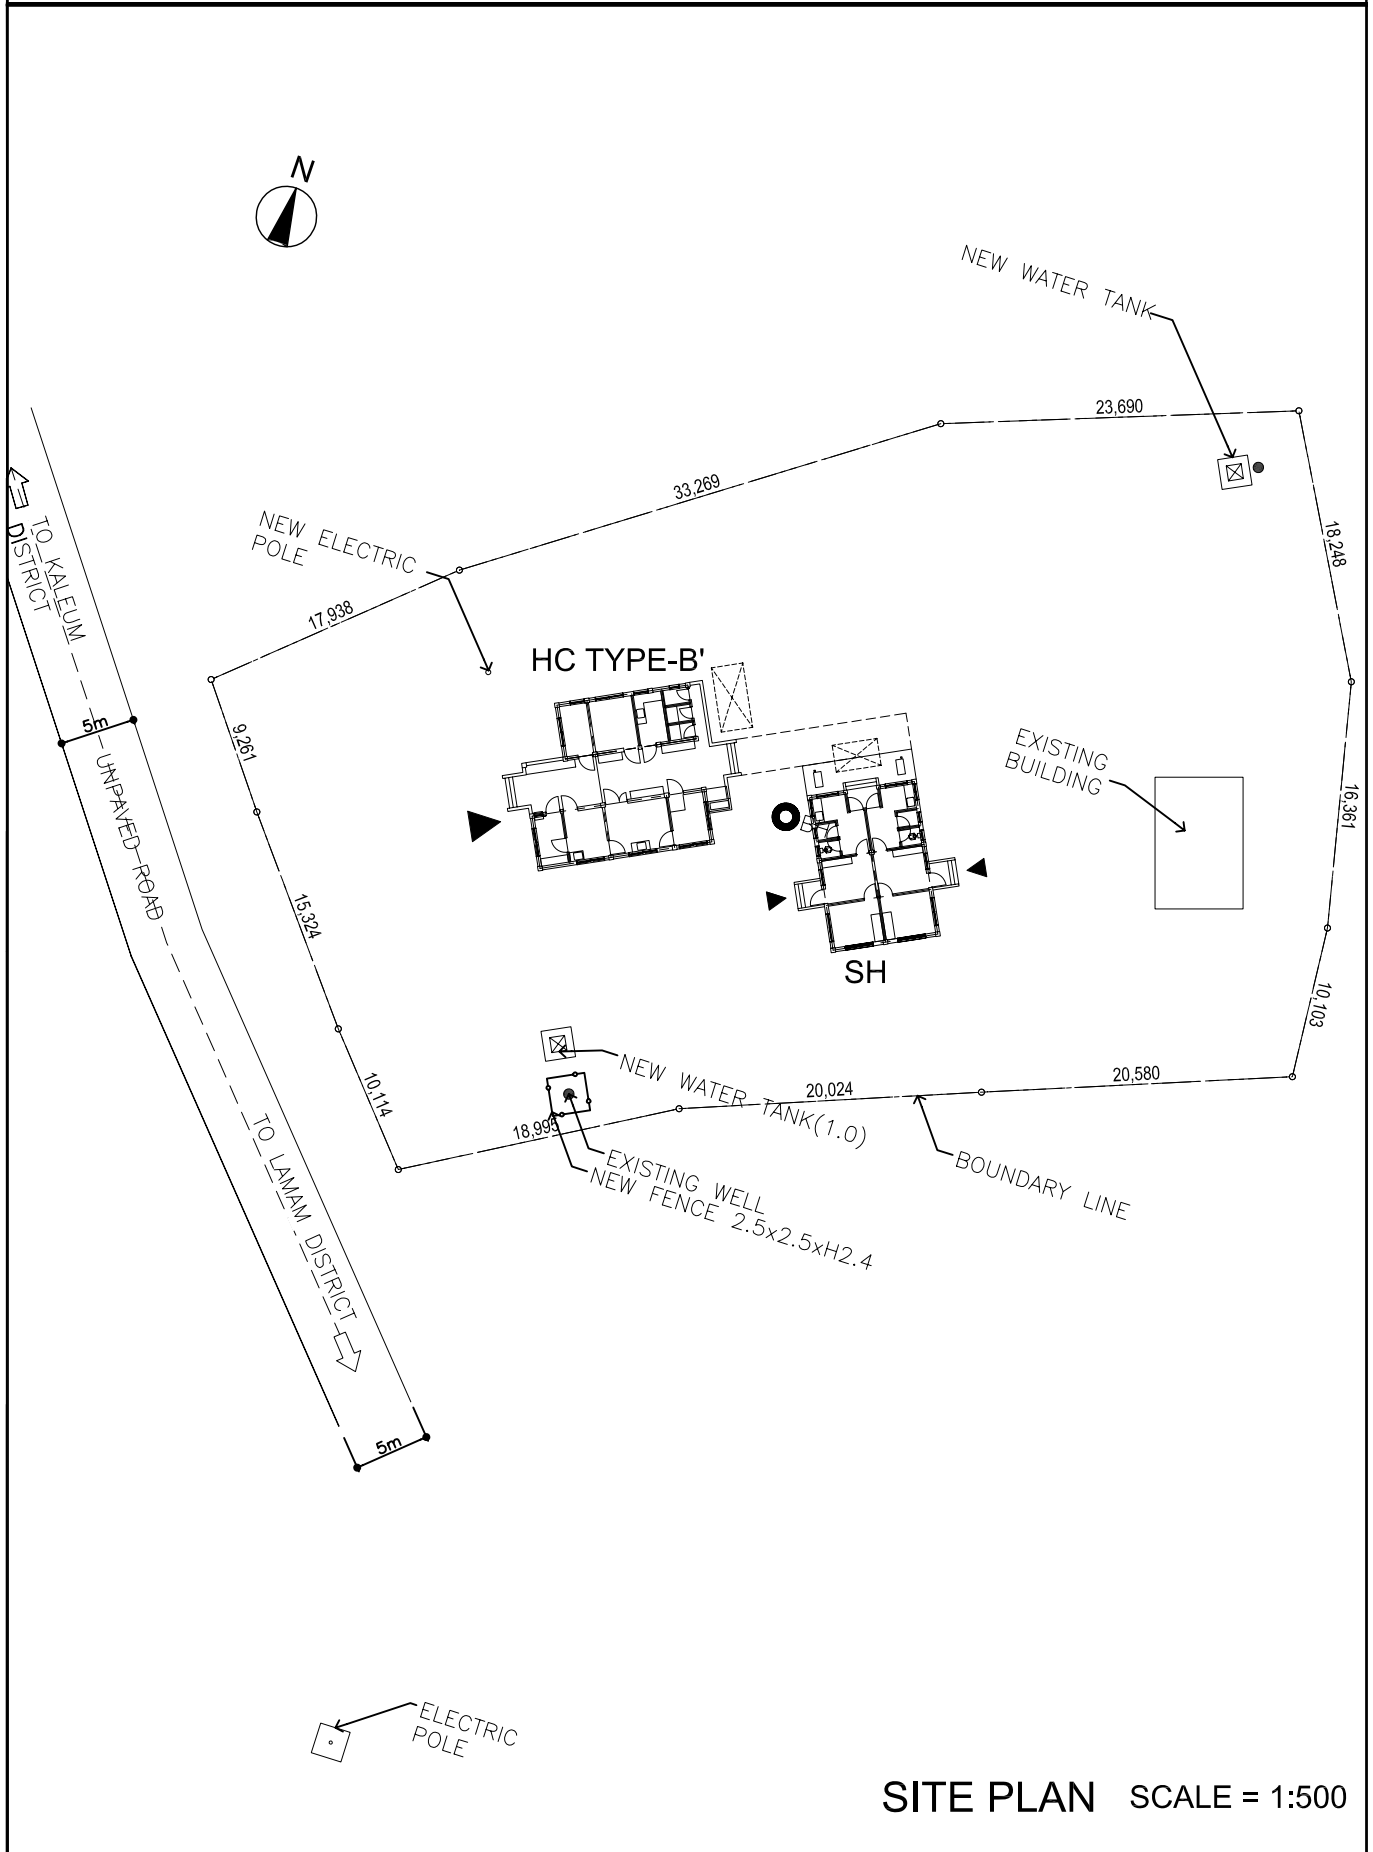 N
NEW WATER TANK
23,690
33,269
18,248
NEW ELECTRIC
POLE
TO KALEUM
DISTRICT
17,938
HC TYPE-B'
5m
9,261
EXISTING
BUILDING
UNPAVED ROAD
16,361
15,324
SH
10,103
10,114
NEW WATER TANK(1.0)
20,024
20,580
18,995
TO LAMAM DISTRICT
EXISTING WELL
NEW FENCE 2.5x2.5xH2.4
BOUNDARY LINE
5m
ELECTRIC
POLE
SITE PLAN SCALE = 1:500